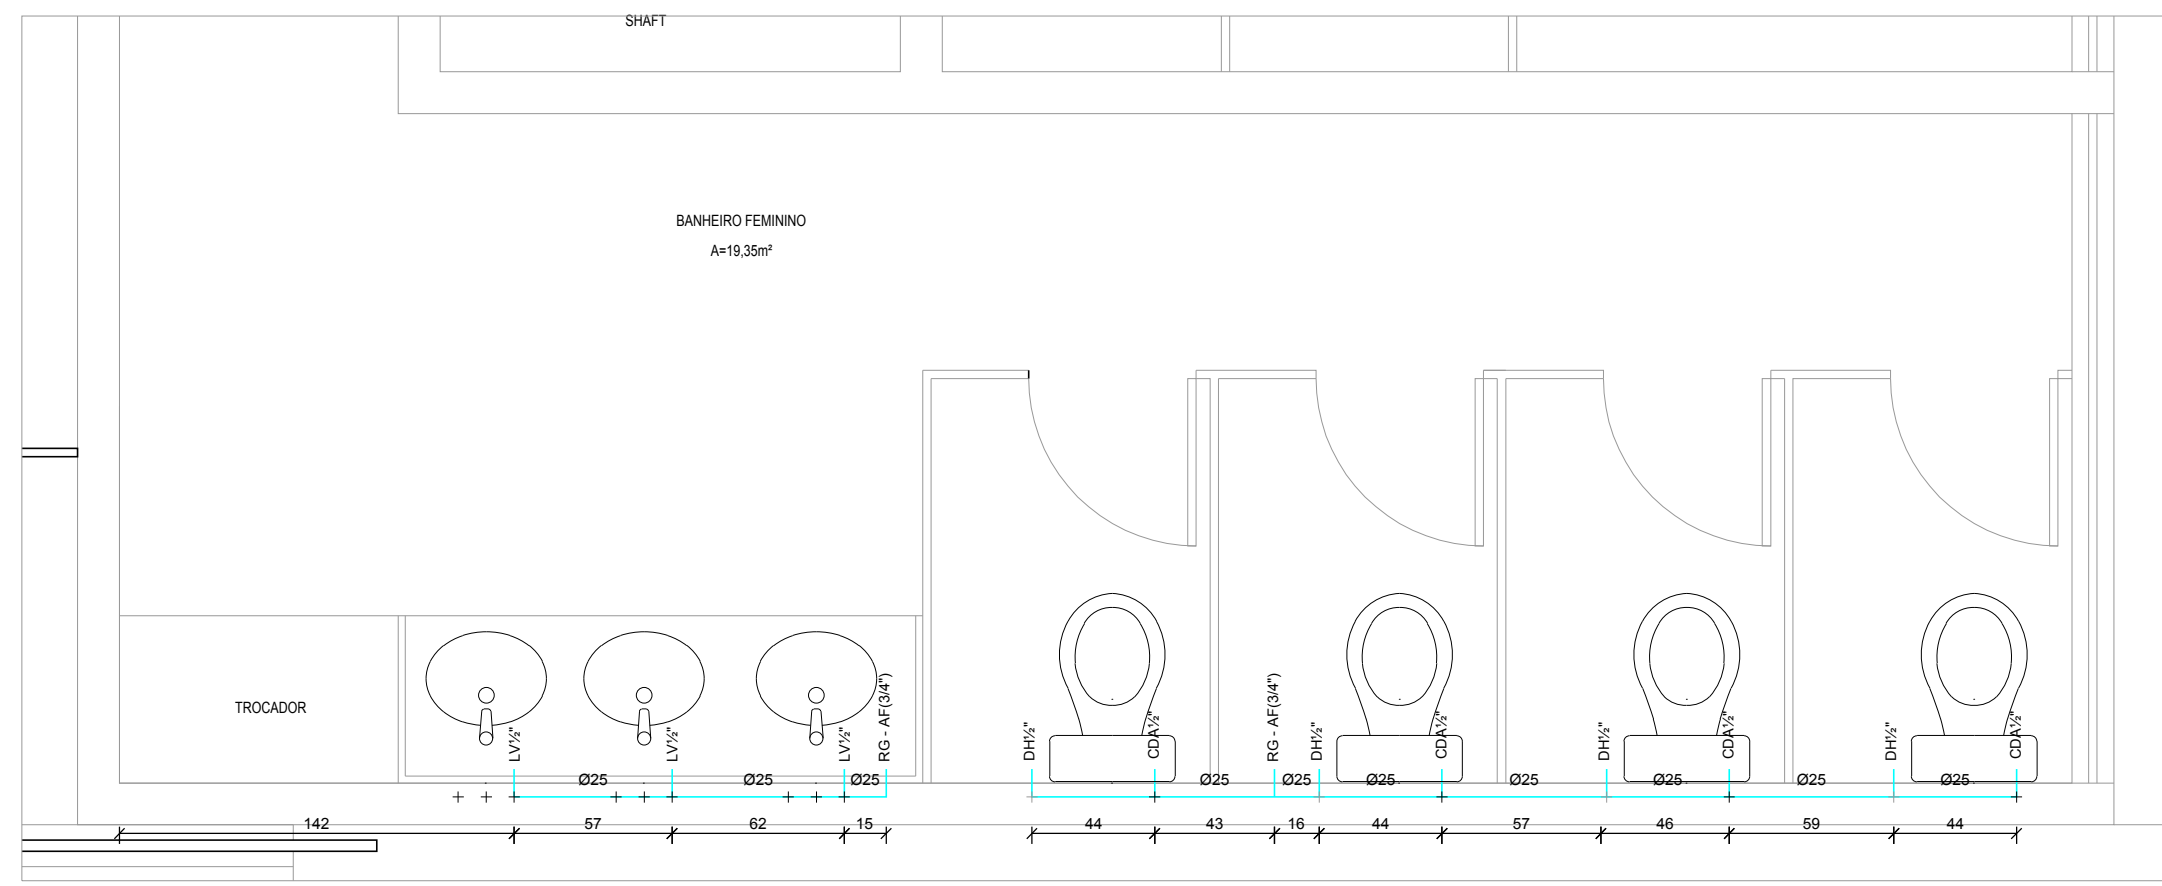 SHAFT
BANHEIRO FEMININO
A=19,35m²
TROCADOR
LV½"
LV½"
LV½"
RG - AF(3/4")
DH½"
CDA½"
RG - AF(3/4")
DH½"
CDA½"
DH½"
CDA½"
DH½"
CDA½"
Ø25
Ø25
Ø25
Ø25
Ø25
Ø25
Ø25
Ø25
Ø25
Ø25
142
57
62
15
44
43
16
44
57
46
59
44